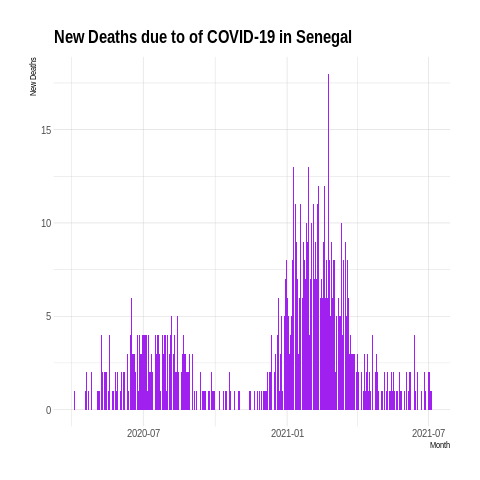 New Deaths due to of COVID-19 in Senegal
New Deaths
15
10
5
0
2020-07
2021-01
2021-07
Month